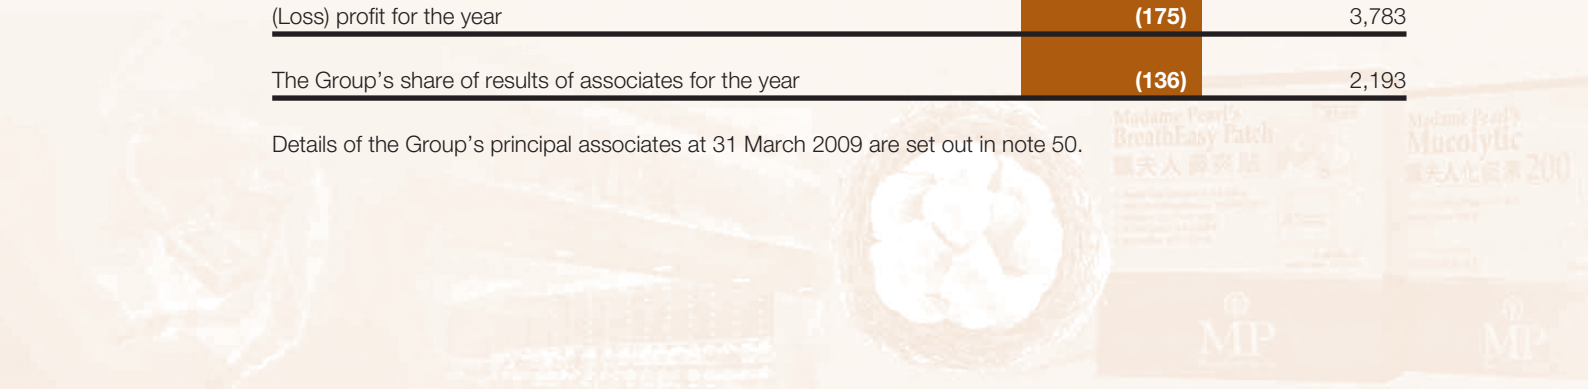 (Loss) profit for the year (175) 3,783
The Group’s share of results of associates for the year (136) 2,193
Details of the Group’s principal associates at 31 March 2009 are set out in note 50.
Madame Pearl's
BreathEasy Patch
Madame Pearl's
Mucolytic
200
MP
MP